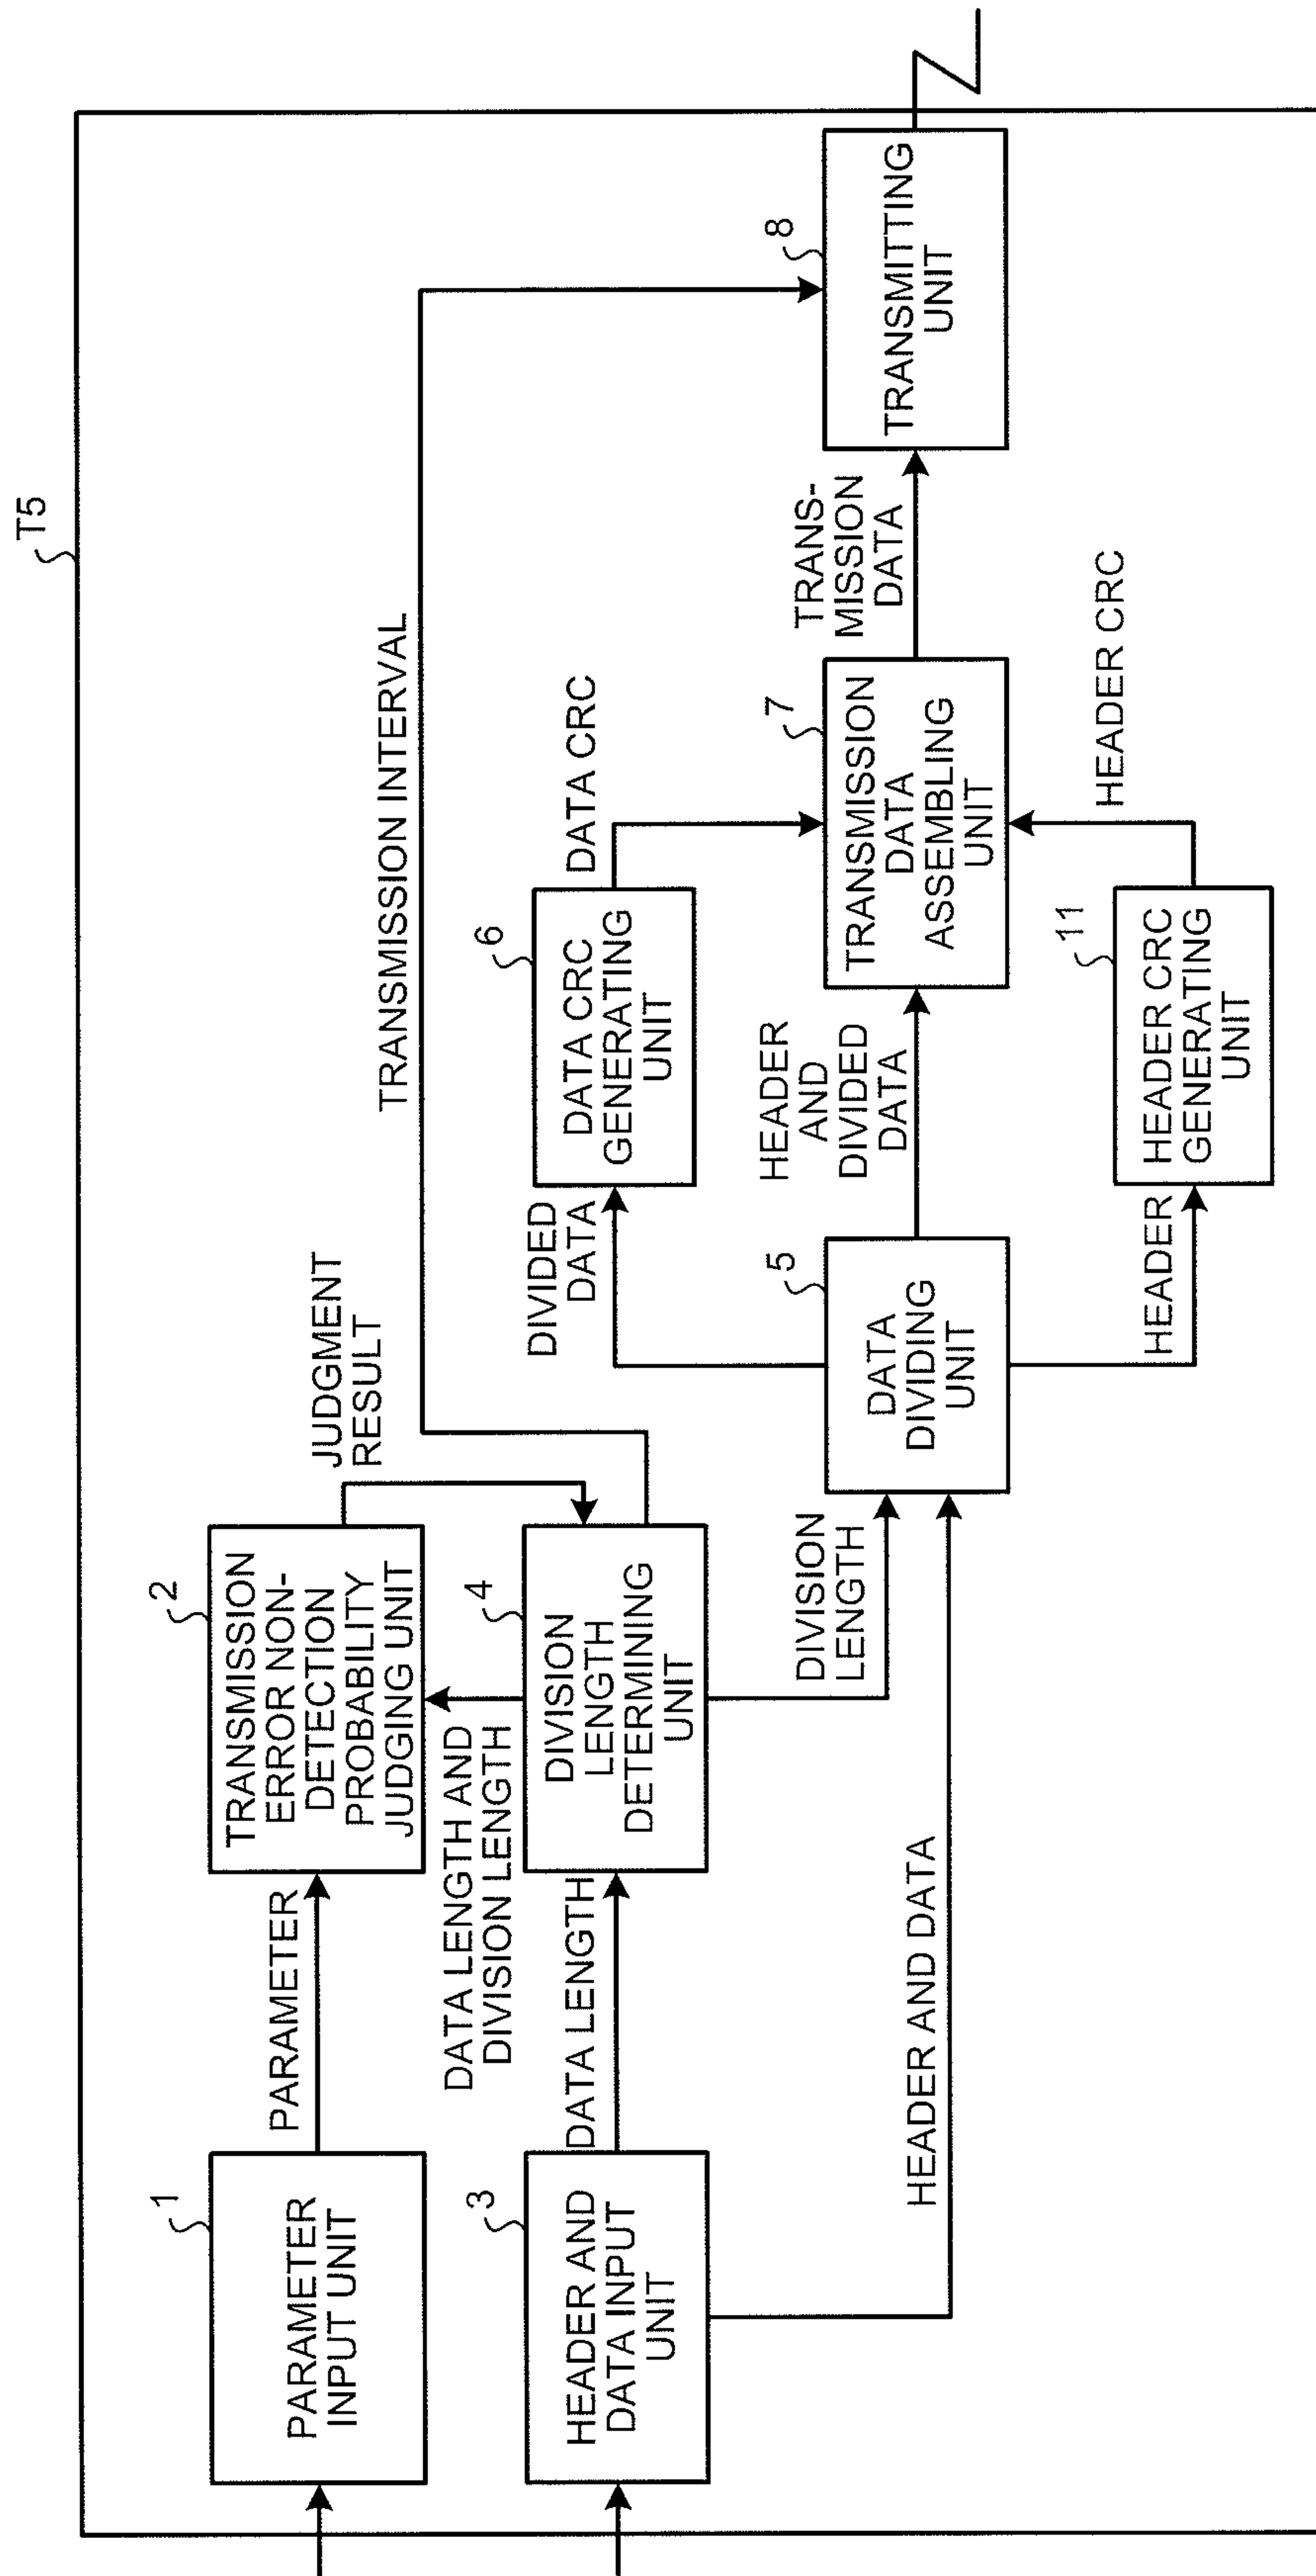 T5
1
PARAMETER
INPUT UNIT
PARAMETER
2
TRANSMISSION
ERROR NON-
DETECTION
PROBABILITY
JUDGING UNIT
JUDGMENT
RESULT
TRANSMISSION INTERVAL
DATA LENGTH AND
DIVISION LENGTH
3
HEADER AND
DATA INPUT
UNIT
DATA LENGTH
4
DIVISION
LENGTH
DETERMINING
UNIT
DIVISION
LENGTH
HEADER AND DATA
5
DATA
DIVIDING
UNIT
DIVIDED
DATA
6
DATA CRC
GENERATING
UNIT
DATA CRC
HEADER
AND
DIVIDED
DATA
7
TRANSMISSION
DATA
ASSEMBLING
UNIT
HEADER
11
HEADER CRC
GENERATING
UNIT
HEADER CRC
TRANS-
MISSION
DATA
8
TRANSMITTING
UNIT